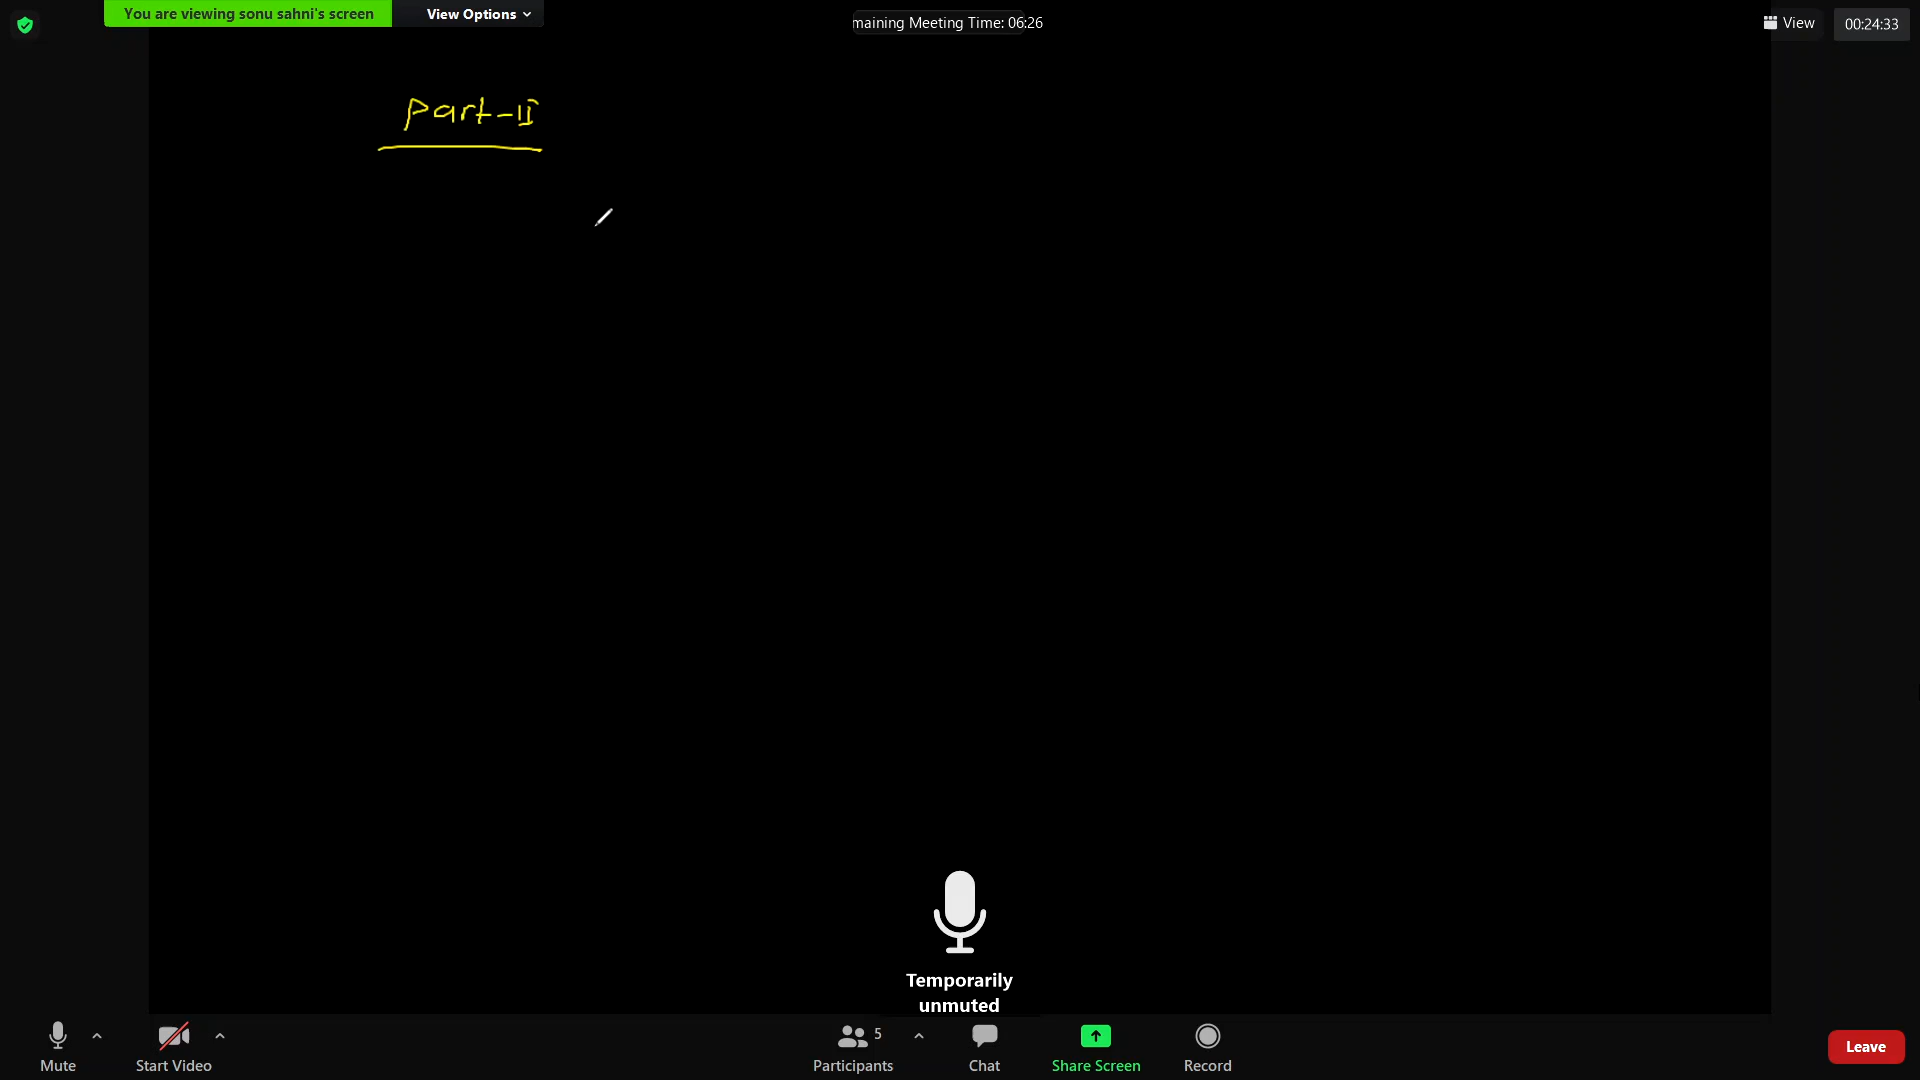 You are viewing sonu sahni's screen
View Options
maining Meeting Time: 06:26
View
00:24:33
Part-II
Temporarily
unmuted
5
Mute
Start Video
Participants
Chat
Share Screen
Record
Leave